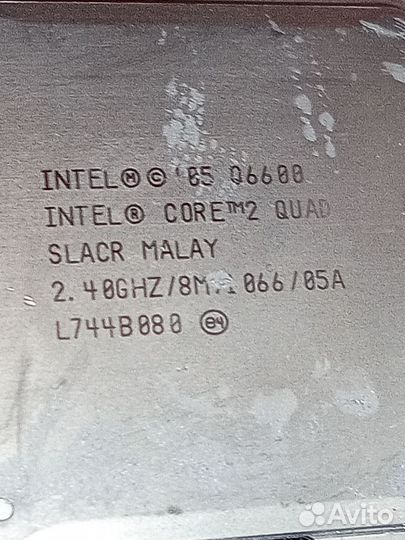 INTEL Ⓜ © '05 Q6600
INTEL® CORE™2 QUAD
SLACR MALAY
2.40GHZ/8M/1066/05A
L744B080 e4
Avito